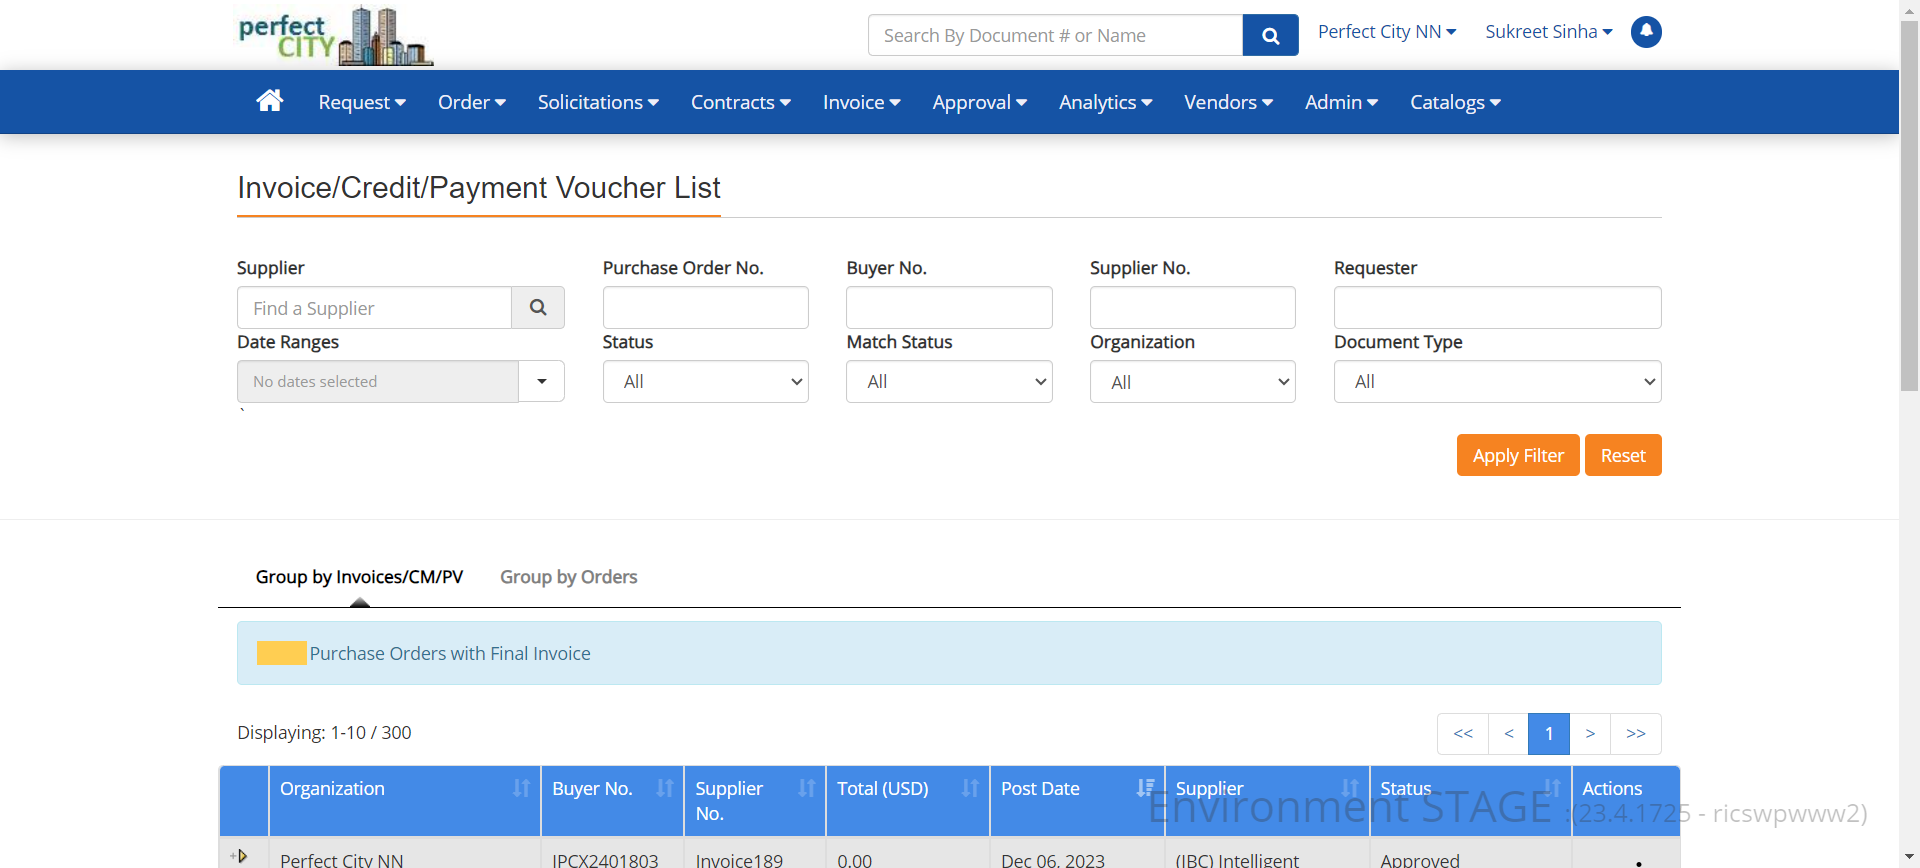 perfect
CITY
Search By Document # or Name
Perfect City NN
Sukreet Sinha
Request
Order
Solicitations
Contracts
Invoice
Approval
Analytics
Vendors
Admin
Catalogs
Invoice/Credit/Payment Voucher List
Supplier
Purchase Order No.
Buyer No.
Supplier No.
Requester
Find a Supplier
Date Ranges
Status
Match Status
Organization
Document Type
No dates selected
All
All
All
All
`
Apply Filter
Reset
Group by Invoices/CM/PV
Group by Orders
Purchase Orders with Final Invoice
Displaying: 1-10 / 300
<<
<
1
>
>>
Organization
Buyer No.
Supplier
No.
Total (USD)
Post Date
Supplier
Status
Actions
Environment STAGE :(23.4.1725 - ricswpwww2)
Perfect City NN
IPCX2401803
Invoice189
0.00
Dec 06, 2023
(IBC) Intelligent
Approved